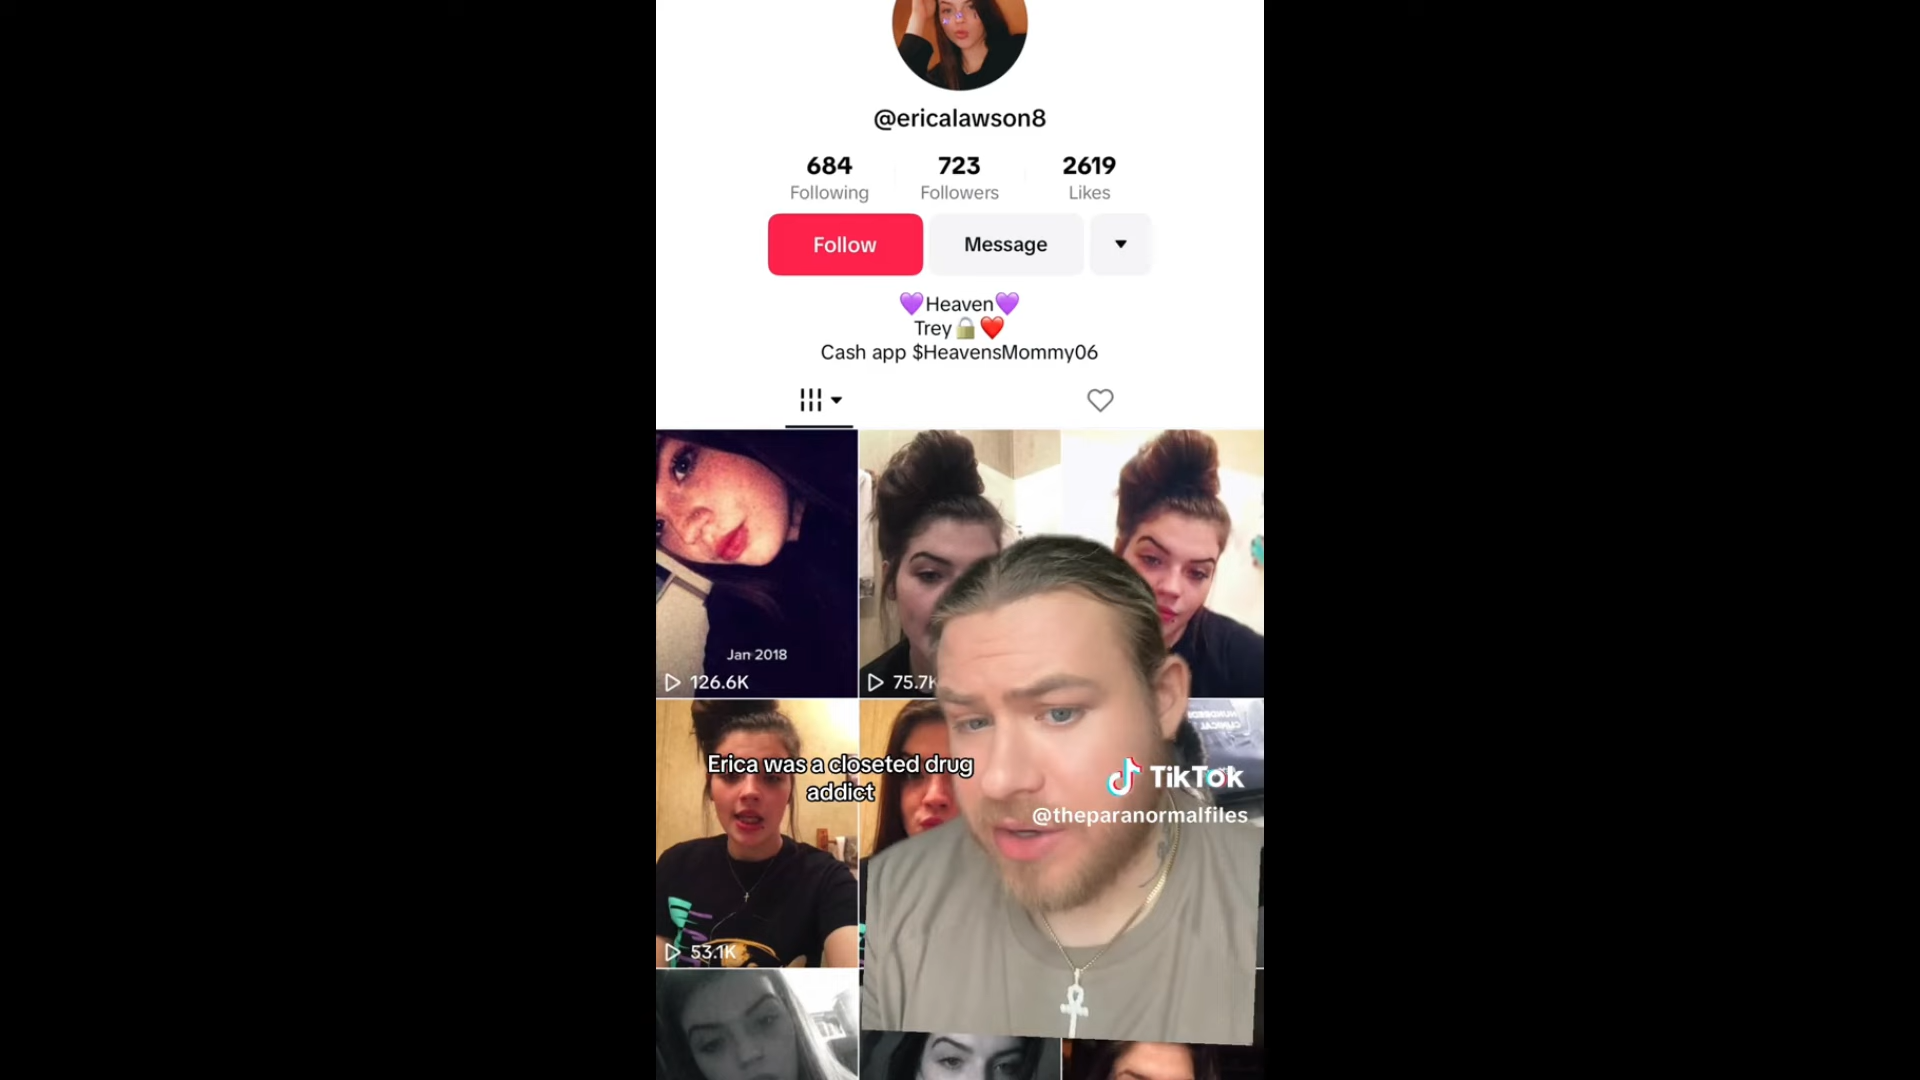 @ericalawson8
684
Following
723
Followers
2619
Likes
Follow
Message
💜Heaven💜
Trey🔒❤️
Cash app $HeavensMommy06
Jan 2018
126.6K
75.7K
53.1K
Erica was a closeted drug
addict
TikTok
@theparanormalfiles